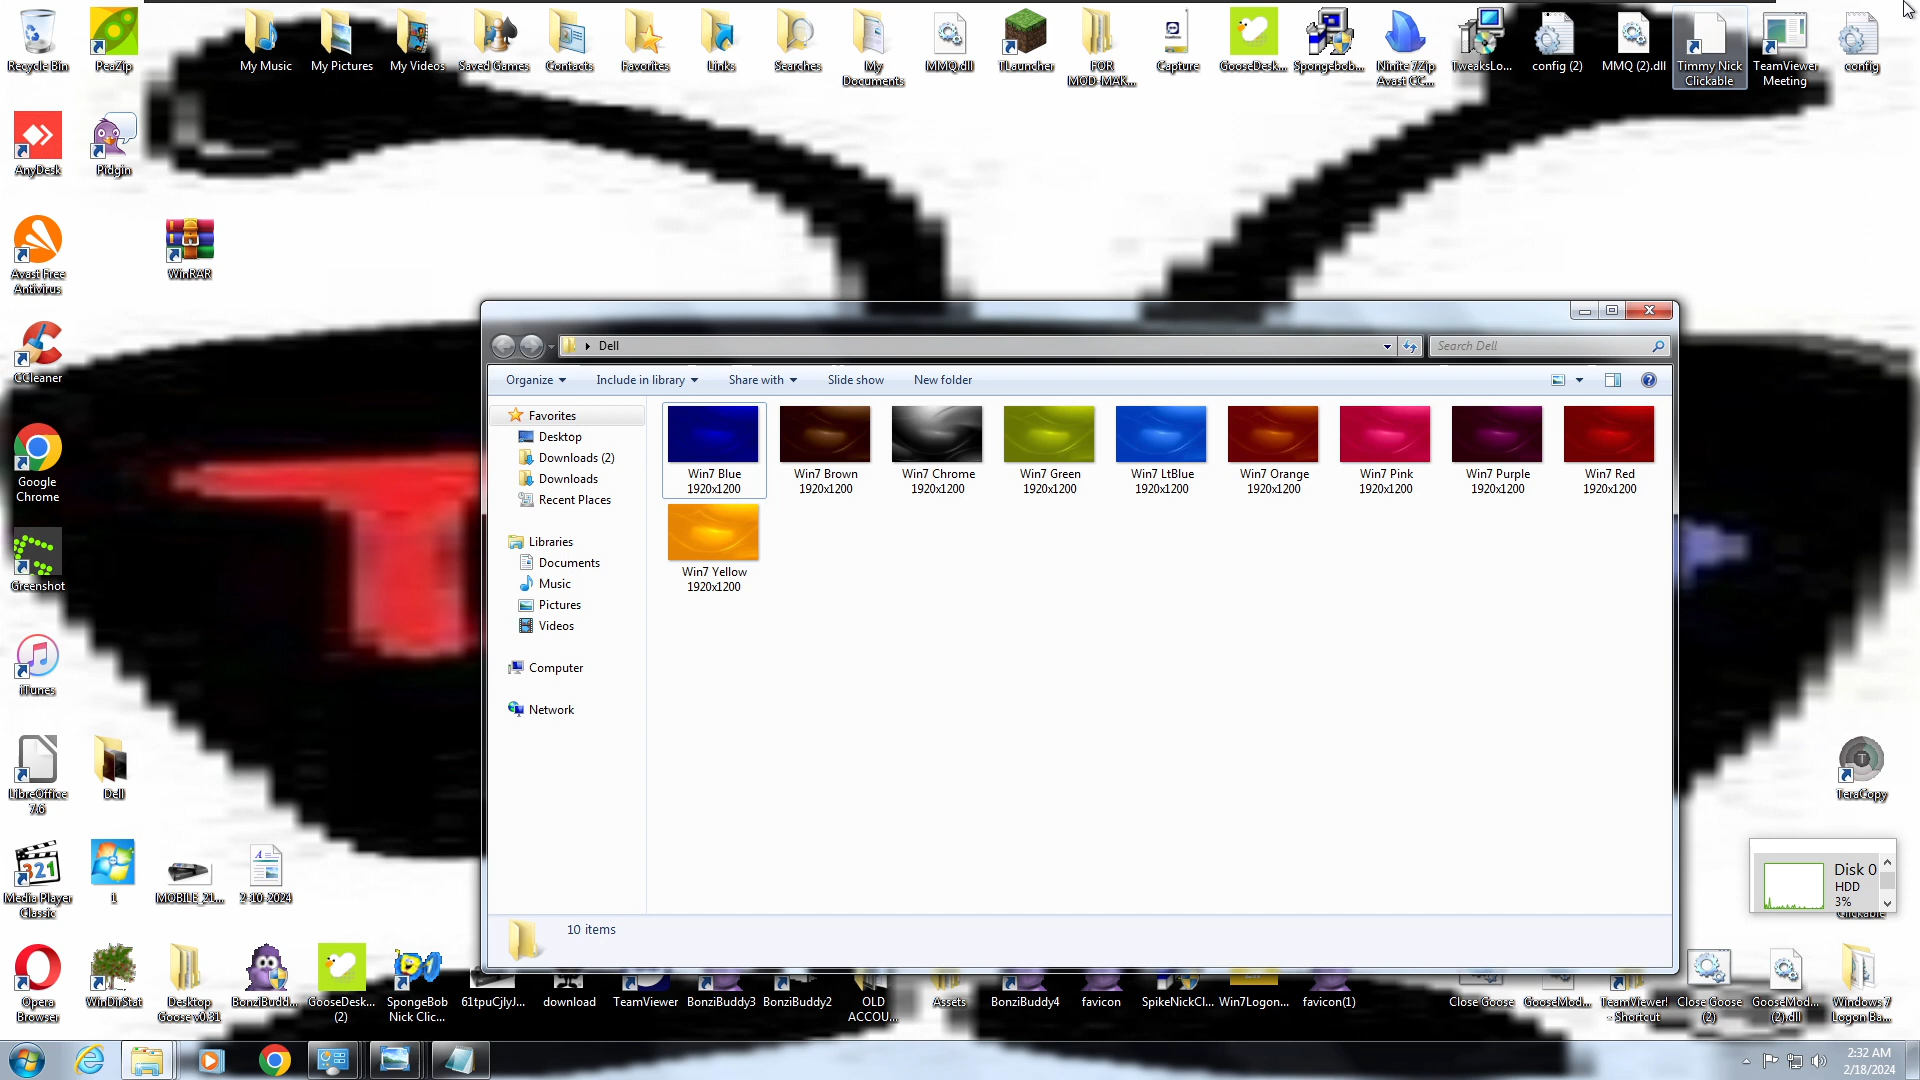 Recycle Bin
PeaZip
My Music
My Pictures
My Videos
Saved Games
Contacts
Favorites
Links
Searches
My
Documents
MMQ.dll
TLauncher
FOR
MOD-MAK...
Capture
GooseDesk...
Spongebob...
Ninite 7Zip
Avast CC...
TweaksLo...
config (2)
MMQ (2).dll
Timmy Nick
Clickable
TeamViewer
Meeting
config
AnyDesk
Pidgin
Avast Free
Antivirus
WinRAR
CCleaner
Google
Chrome
Greenshot
iTunes
LibreOffice
7.6
Dell
Media Player
Classic
321
1
MOBILE_21...
2-10-2024
Dell
Search Dell
Organize
Include in library
Share with
Slide show
New folder
Favorites
Desktop
Downloads (2)
Downloads
Recent Places
Libraries
Documents
Music
Pictures
Videos
Computer
Network
Win7 Blue
1920x1200
Win7 Brown
1920x1200
Win7 Chrome
1920x1200
Win7 Green
1920x1200
Win7 LtBlue
1920x1200
Win7 Orange
1920x1200
Win7 Pink
1920x1200
Win7 Purple
1920x1200
Win7 Red
1920x1200
Win7 Yellow
1920x1200
10 items
T
TeraCopy
Disk 0
HDD
3%
Clickable
Opera
Browser
WinDirStat
Desktop
Goose v0.31
BonziBudd...
GooseDesk...
(2)
SpongeBob
Nick Clic...
61tpuCjlyJ...
download
TeamViewer
BonziBuddy3
BonziBuddy2
OLD
ACCOU...
Assets
BonziBuddy4
favicon
SpikeNickCl...
Win7Logon...
favicon(1)
Close Goose
GooseMod...
TeamViewer!
- Shortcut
Close Goose
(2)
GooseMod...
(2).dll
Windows 7
Logon Ba...
2:32 AM
2/18/2024